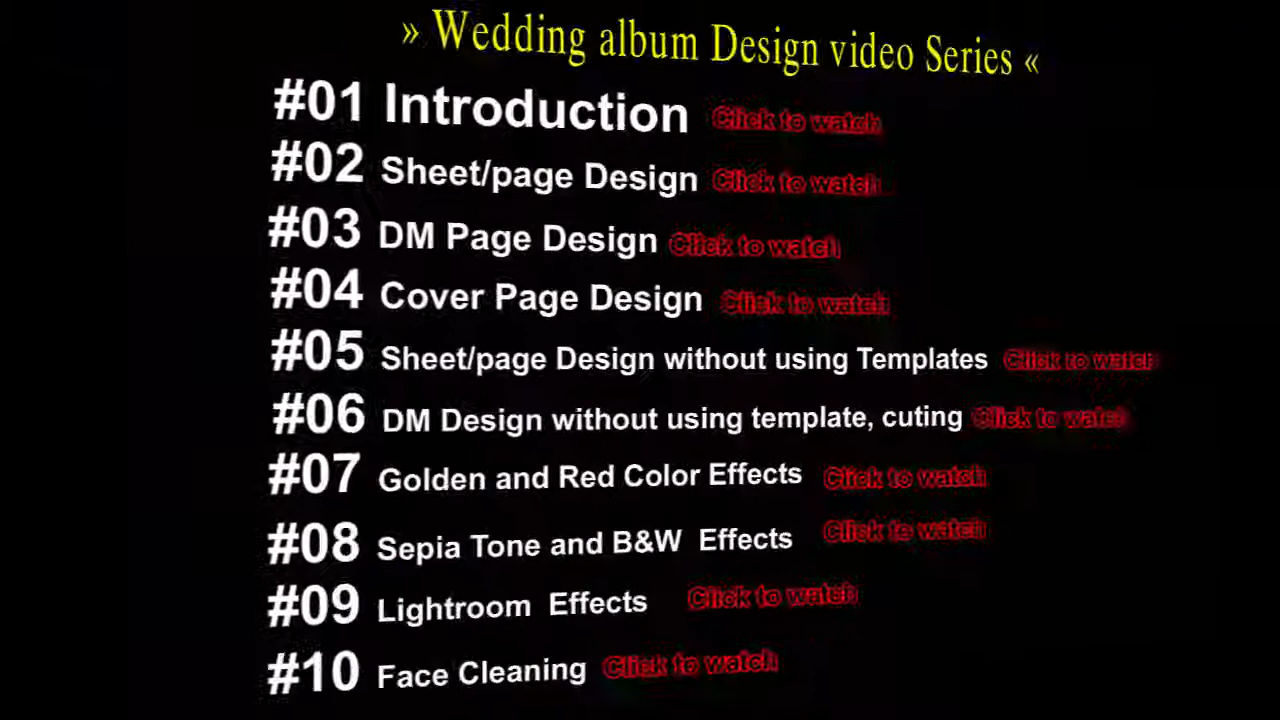 » Wedding album Design video Series «
#01 Introduction Click to watch
#02 Sheet/page Design Click to watch
#03 DM Page Design Click to watch
#04 Cover Page Design Click to watch
#05 Sheet/page Design without using Templates Click to watch
#06 DM Design without using template, cuting Click to watch
#07 Golden and Red Color Effects Click to watch
#08 Sepia Tone and B&W Effects Click to watch
#09 Lightroom Effects Click to watch
#10 Face Cleaning Click to watch